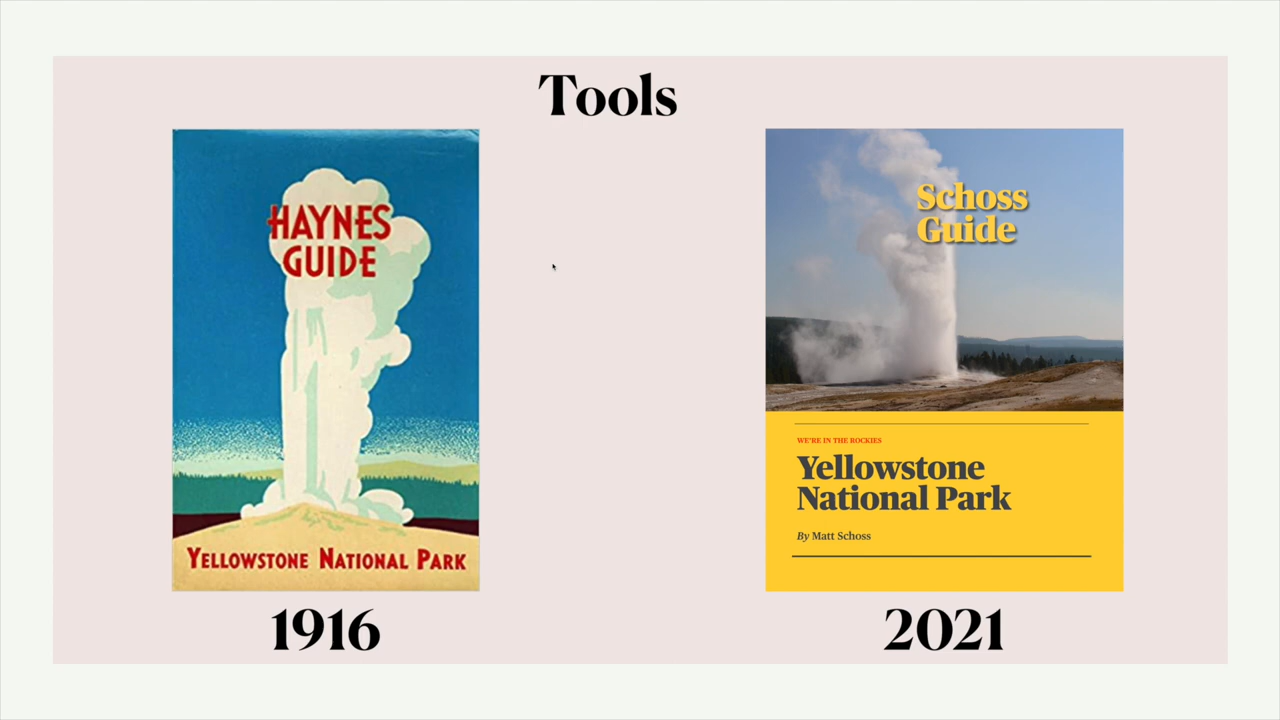 Tools
HAYNES
GUIDE
YELLOWSTONE NATIONAL PARK
1916
Schoss
Guide
WE'RE IN THE ROCKIES
Yellowstone
National Park
By Matt Schoss
2021